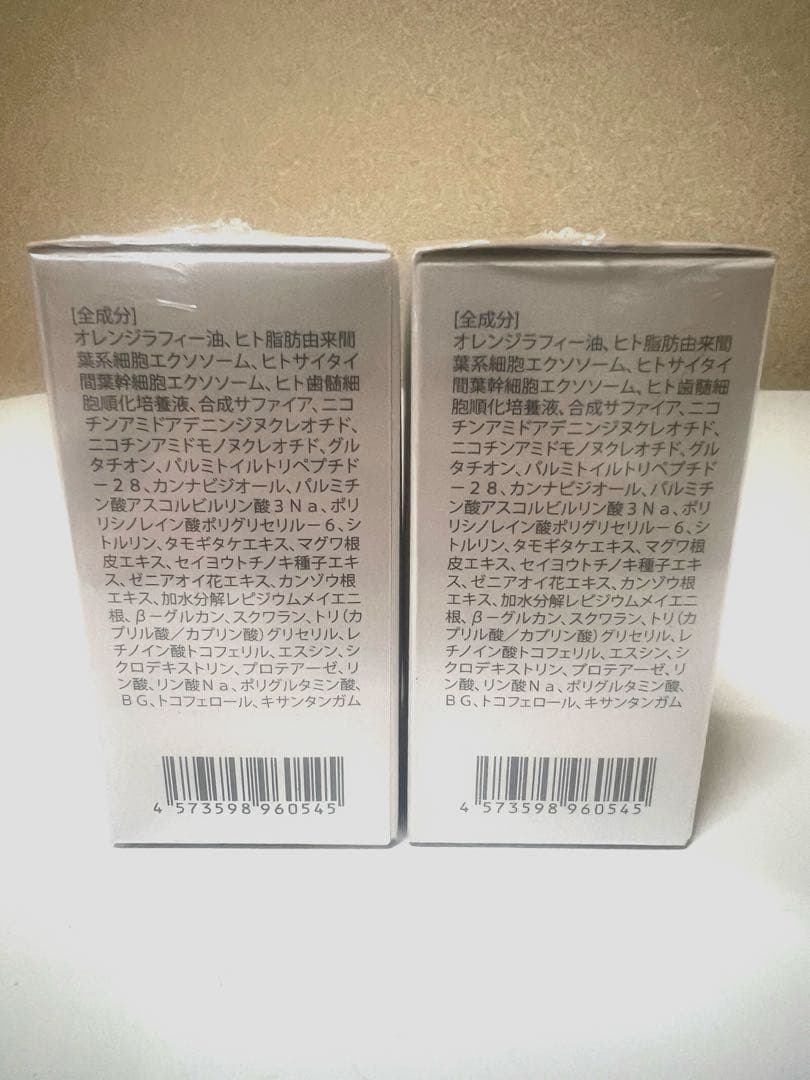 [全成分]
オレンジラフィー油、ヒト脂肪由来間
葉系細胞エクソソーム、ヒトサイタイ
間葉幹細胞エクソソーム、ヒト歯髄細
胞順化培養液、合成サファイア、ニコ
チンアミドアデニンジヌクレオチド、
ニコチンアミドモノヌクレオチド、グル
タチオン、パルミトイルトリペプチド
－２８、カンナビジオール、パルミチ
ン酸アスコルビルリン酸３Ｎａ、ポリ
リシノレイン酸ポリグリセリル－６、シ
トルリン、タモギタケエキス、マグワ根
皮エキス、セイヨウトチノキ種子エキ
ス、ゼニアオイ花エキス、カンゾウ根
エキス、加水分解レピジウムメイエニ
根、β－グルカン、スクワラン、トリ（カ
プリル酸／カプリン酸）グリセリル、レ
チノイン酸トコフェリル、エスシン、シ
クロデキストリン、プロテアーゼ、リ
ン酸、リン酸Ｎａ、ポリグルタミン酸、
ＢＧ、トコフェロール、キサンタンガム
4 573598 960545
[全成分]
オレンジラフィー油、ヒト脂肪由来間
葉系細胞エクソソーム、ヒトサイタイ
間葉幹細胞エクソソーム、ヒト歯髄細
胞順化培養液、合成サファイア、ニコ
チンアミドアデニンジヌクレオチド、
ニコチンアミドモノヌクレオチド、グル
タチオン、パルミトイルトリペプチド
－２８、カンナビジオール、パルミチ
ン酸アスコルビルリン酸３Ｎａ、ポリ
リシノレイン酸ポリグリセリル－６、シ
トルリン、タモギタケエキス、マグワ根
皮エキス、セイヨウトチノキ種子エキ
ス、ゼニアオイ花エキス、カンゾウ根
エキス、加水分解レピジウムメイエニ
根、β－グルカン、スクワラン、トリ（カ
プリル酸／カプリン酸）グリセリル、レ
チノイン酸トコフェリル、エスシン、シ
クロデキストリン、プロテアーゼ、リ
ン酸、リン酸Ｎａ、ポリグルタミン酸、
ＢＧ、トコフェロール、キサンタンガム
4 573598 960545